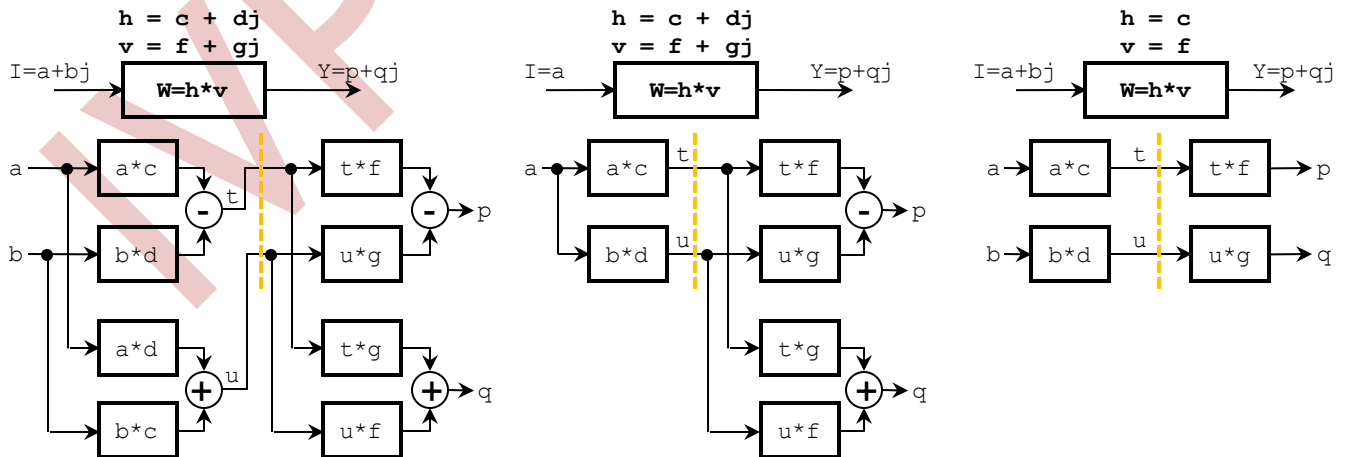 h = c + dj
v = f + gj
I=a+bj
W=h*v
Y=p+qj
a
a*c
-
t
t*f
-
p
b
b*d
u*g
a*d
+
u
t*g
+
q
b*c
u*f
h = c + dj
v = f + gj
I=a
W=h*v
Y=p+qj
a
a*c
t
t*f
-
p
b*d
u
u*g
t*g
+
q
u*f
h = c
v = f
I=a+bj
W=h*v
Y=p+qj
a
a*c
t
t*f
p
b
b*d
u
u*g
q